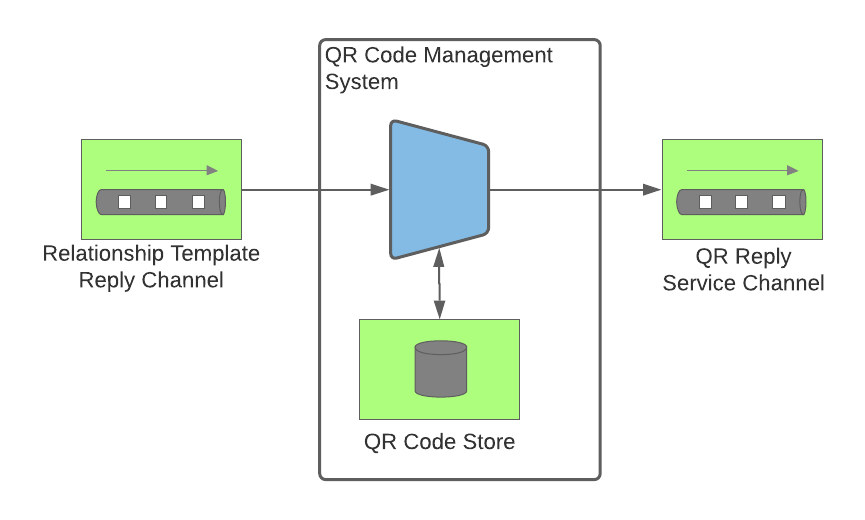 QR Code Management
System
Relationship Template
Reply Channel
QR Reply
Service Channel
QR Code Store